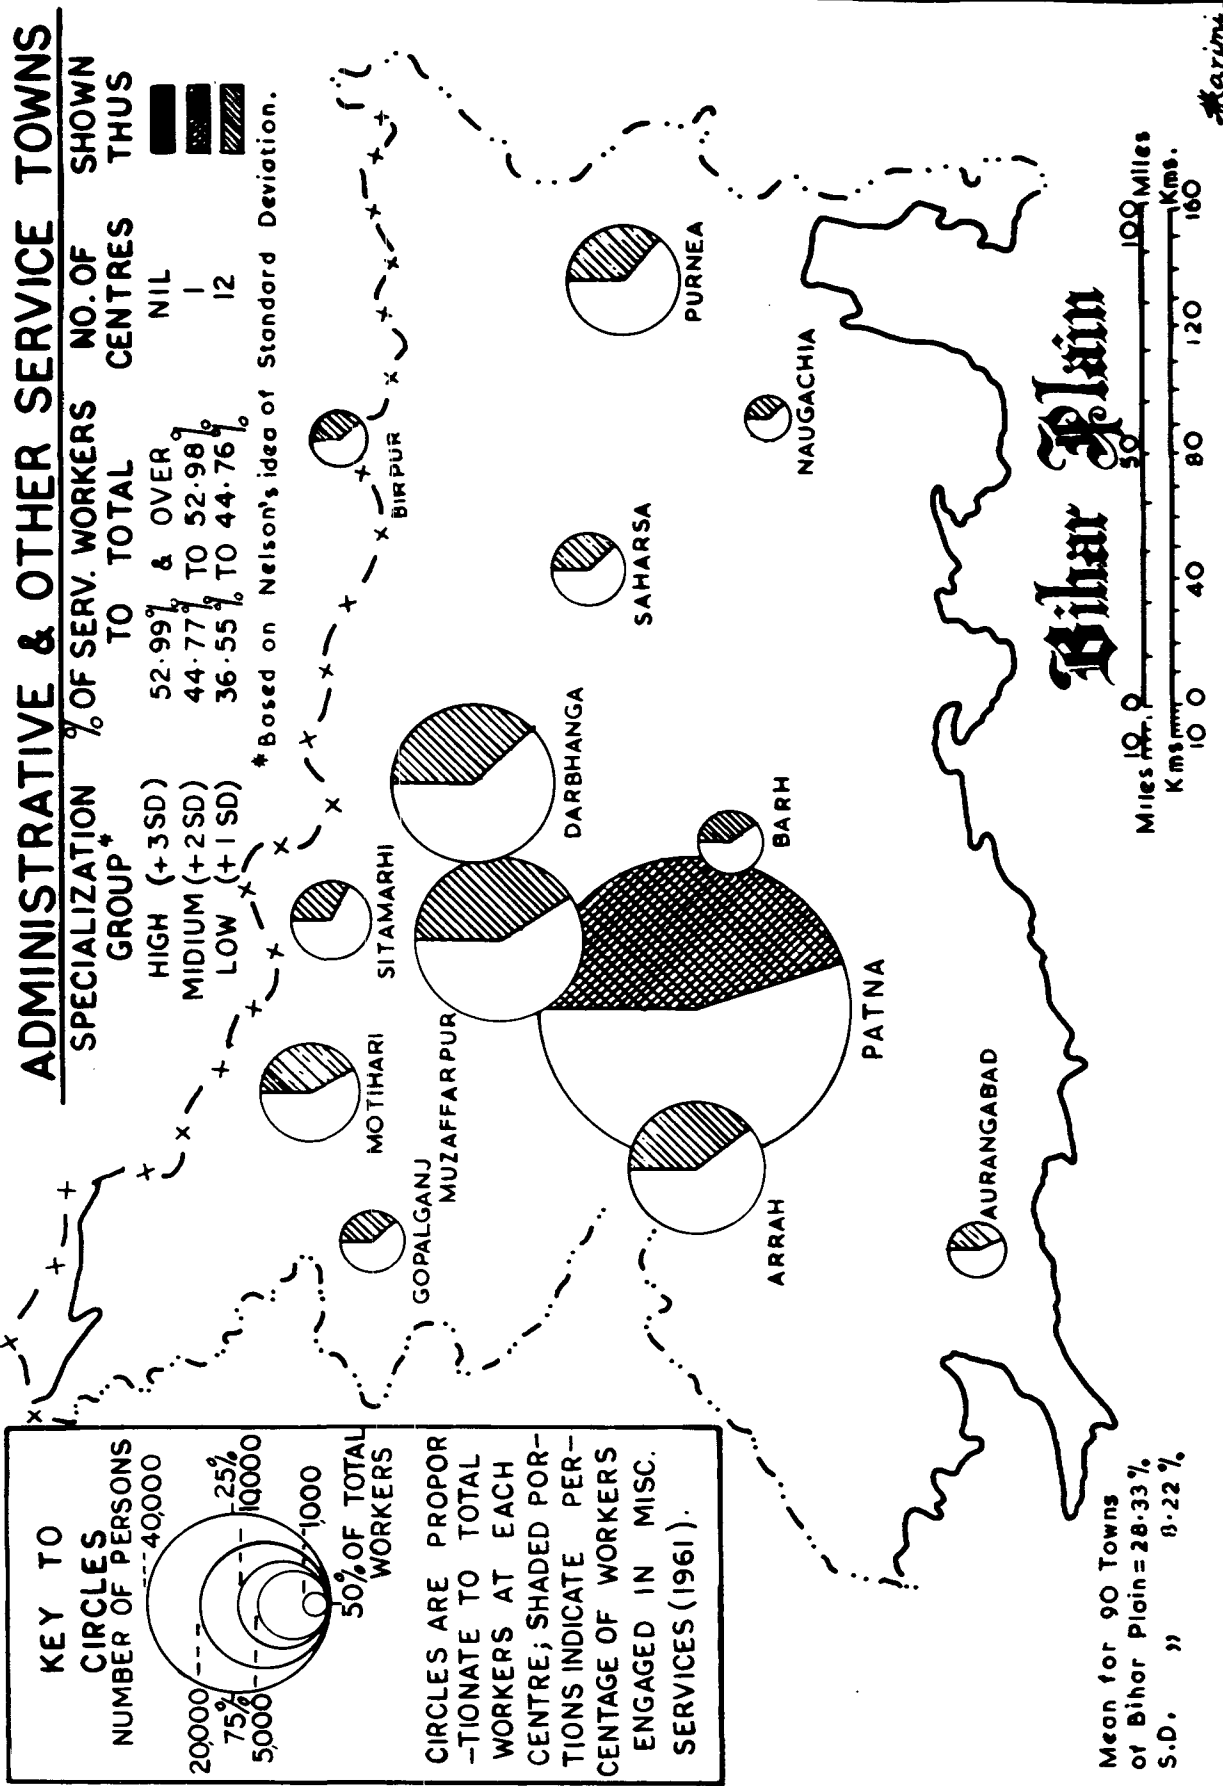 ADMINISTRATIVE & OTHER SERVICE TOWNS
SPECIALIZATION % OF SERV. WORKERS NO. OF SHOWN
GROUP* TO TOTAL CENTRES THUS
HIGH (+3SD) 52.99% & OVER NIL
MIDIUM (+2SD) 44.77% TO 52.98% 1
LOW (+1SD) 36.55% TO 44.76% 12
*Based on Nelson's idea of Standard Deviation.
KEY TO
CIRCLES
NUMBER OF PERSONS
40,000
20,000
25%
75%
10,000
5,000
1,000
50% OF TOTAL
WORKERS
CIRCLES ARE PROPOR
-TIONATE TO TOTAL
WORKERS AT EACH
CENTRE; SHADED POR-
TIONS INDICATE PER-
CENTAGE OF WORKERS
ENGAGED IN MISC.
SERVICES (1961).
BIRPUR
SITAMARHI
MOTIHARI
GOPALGANJ
MUZAFFARPUR
DARBHANGA
SAHARSA
PURNEA
NAUGACHIA
BARH
PATNA
ARRAH
AURANGABAD
Bihar Plain
Miles 10 0 50 100 Miles
Kms 10 0 40 80 120 160 Kms.
Mean for 90 Towns
of Bihar Plain = 28.33%
S.D. " 8.22%